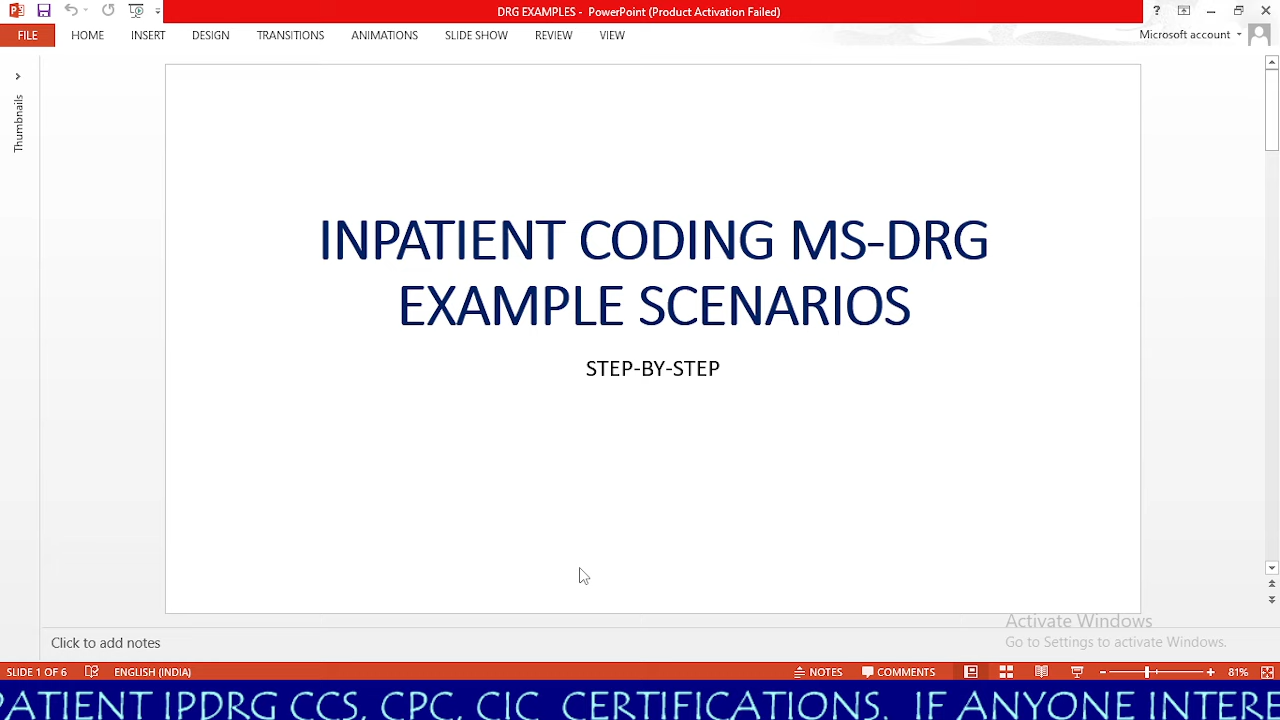 DRG EXAMPLES - PowerPoint (Product Activation Failed)
?
FILE HOME INSERT DESIGN TRANSITIONS ANIMATIONS SLIDE SHOW REVIEW VIEW Microsoft account
Thumbnails
INPATIENT CODING MS-DRG
EXAMPLE SCENARIOS
STEP-BY-STEP
Click to add notes
Activate Windows
Go to Settings to activate Windows.
SLIDE 1 OF 6 ENGLISH (INDIA) NOTES COMMENTS 81%
PATIENT IPDRG CCS, CPC, CIC CERTIFICATIONS. IF ANYONE INTERE